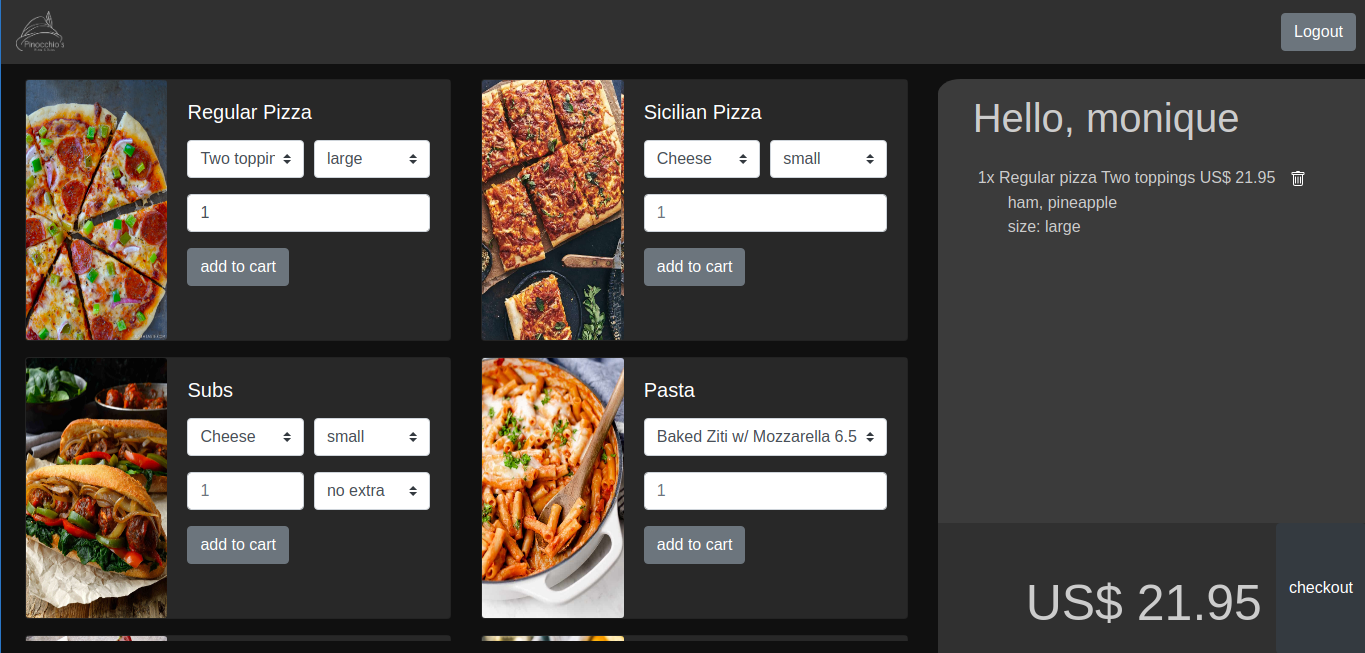 Pinocchio's
Logout
Regular Pizza
Two toppin
large
1
add to cart
Sicilian Pizza
Cheese
small
1
add to cart
Subs
Cheese
small
1
no extra
add to cart
Pasta
Baked Ziti w/ Mozzarella 6.5
1
add to cart
Hello, monique
1x Regular pizza Two toppings US$ 21.95
ham, pineapple
size: large
US$ 21.95
checkout